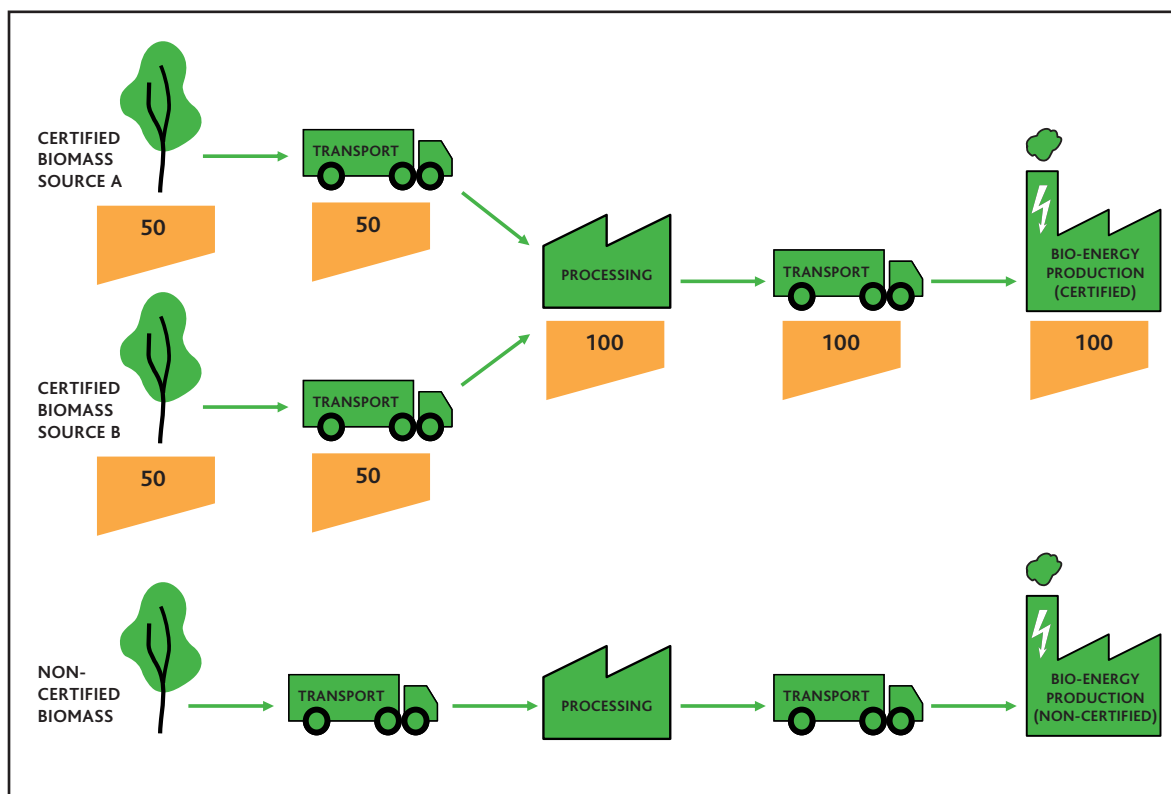 CERTIFIED
BIOMASS
SOURCE A
TRANSPORT
50
50
PROCESSING
TRANSPORT
BIO-ENERGY
PRODUCTION
(CERTIFIED)
100
100
100
CERTIFIED
BIOMASS
SOURCE B
TRANSPORT
50
50
NON-
CERTIFIED
BIOMASS
TRANSPORT
PROCESSING
TRANSPORT
BIO-ENERGY
PRODUCTION
(NON-CERTIFIED)